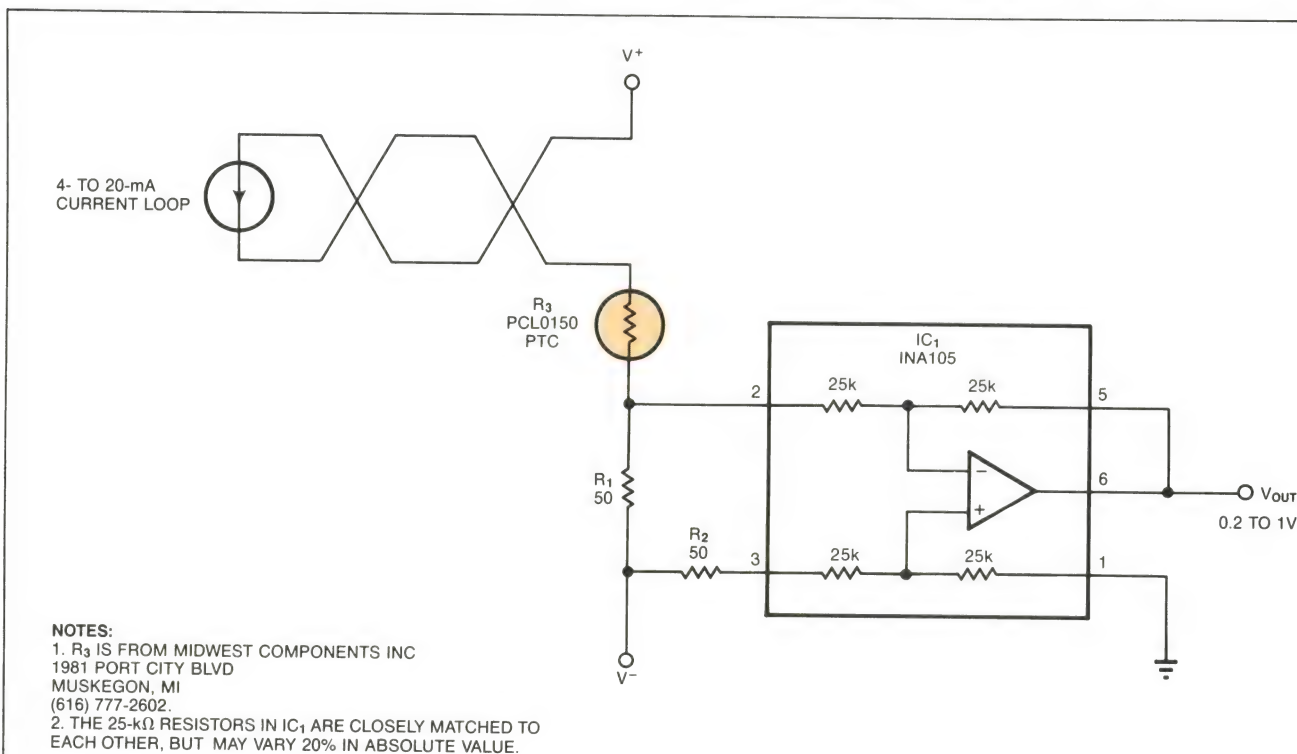 V+
4- TO 20-mA
CURRENT LOOP
R3
PCL0150
PTC
IC1
INA105
2
25k
25k
5
R1
50
6
VOUT
0.2 TO 1V
R2
50
3
25k
25k
1
V−
NOTES:
1. R3 IS FROM MIDWEST COMPONENTS INC
1981 PORT CITY BLVD
MUSKEGON, MI
(616) 777-2602.
2. THE 25-kΩ RESISTORS IN IC1 ARE CLOSELY MATCHED TO
EACH OTHER, BUT MAY VARY 20% IN ABSOLUTE VALUE.